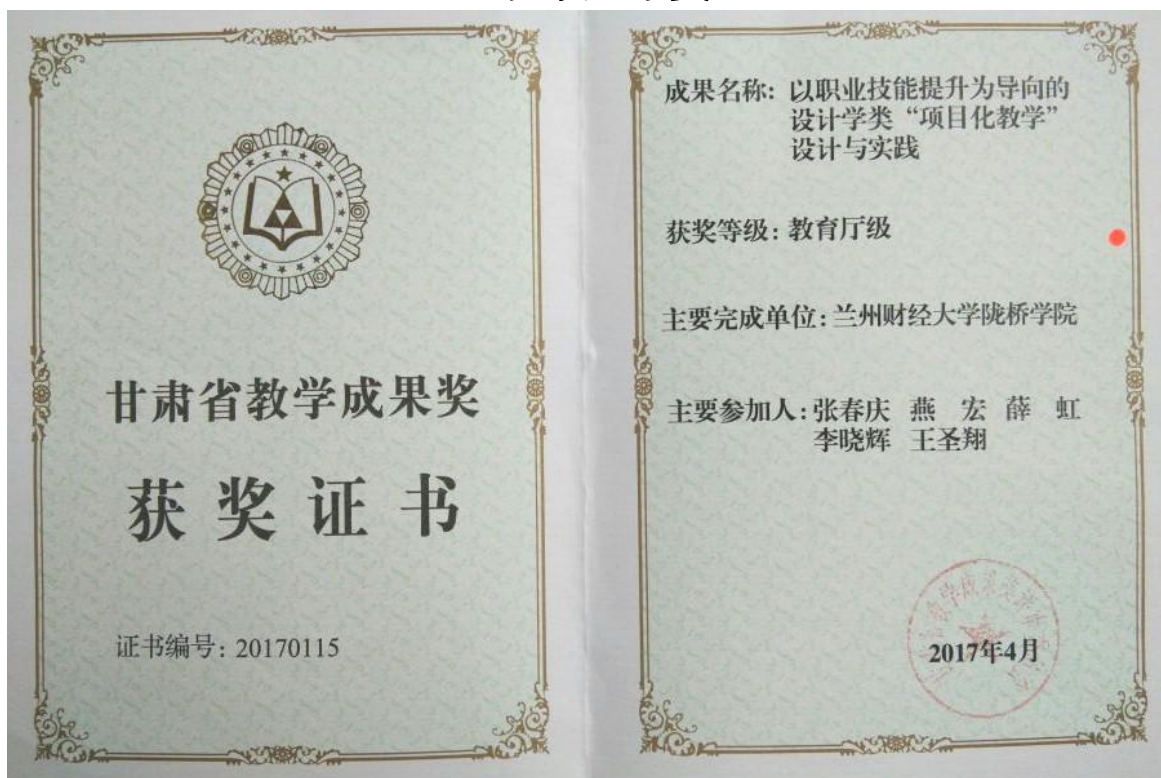 甘肃省教学成果奖
获奖证书
证书编号: 20170115
成果名称: 以职业技能提升为导向的
设计学类“项目化教学”
设计与实践
获奖等级: 教育厅级
主要完成单位: 兰州财经大学陇桥学院
主要参加人: 张春庆 燕 宏 薛 虹
李晓辉 王圣翔
2017年4月